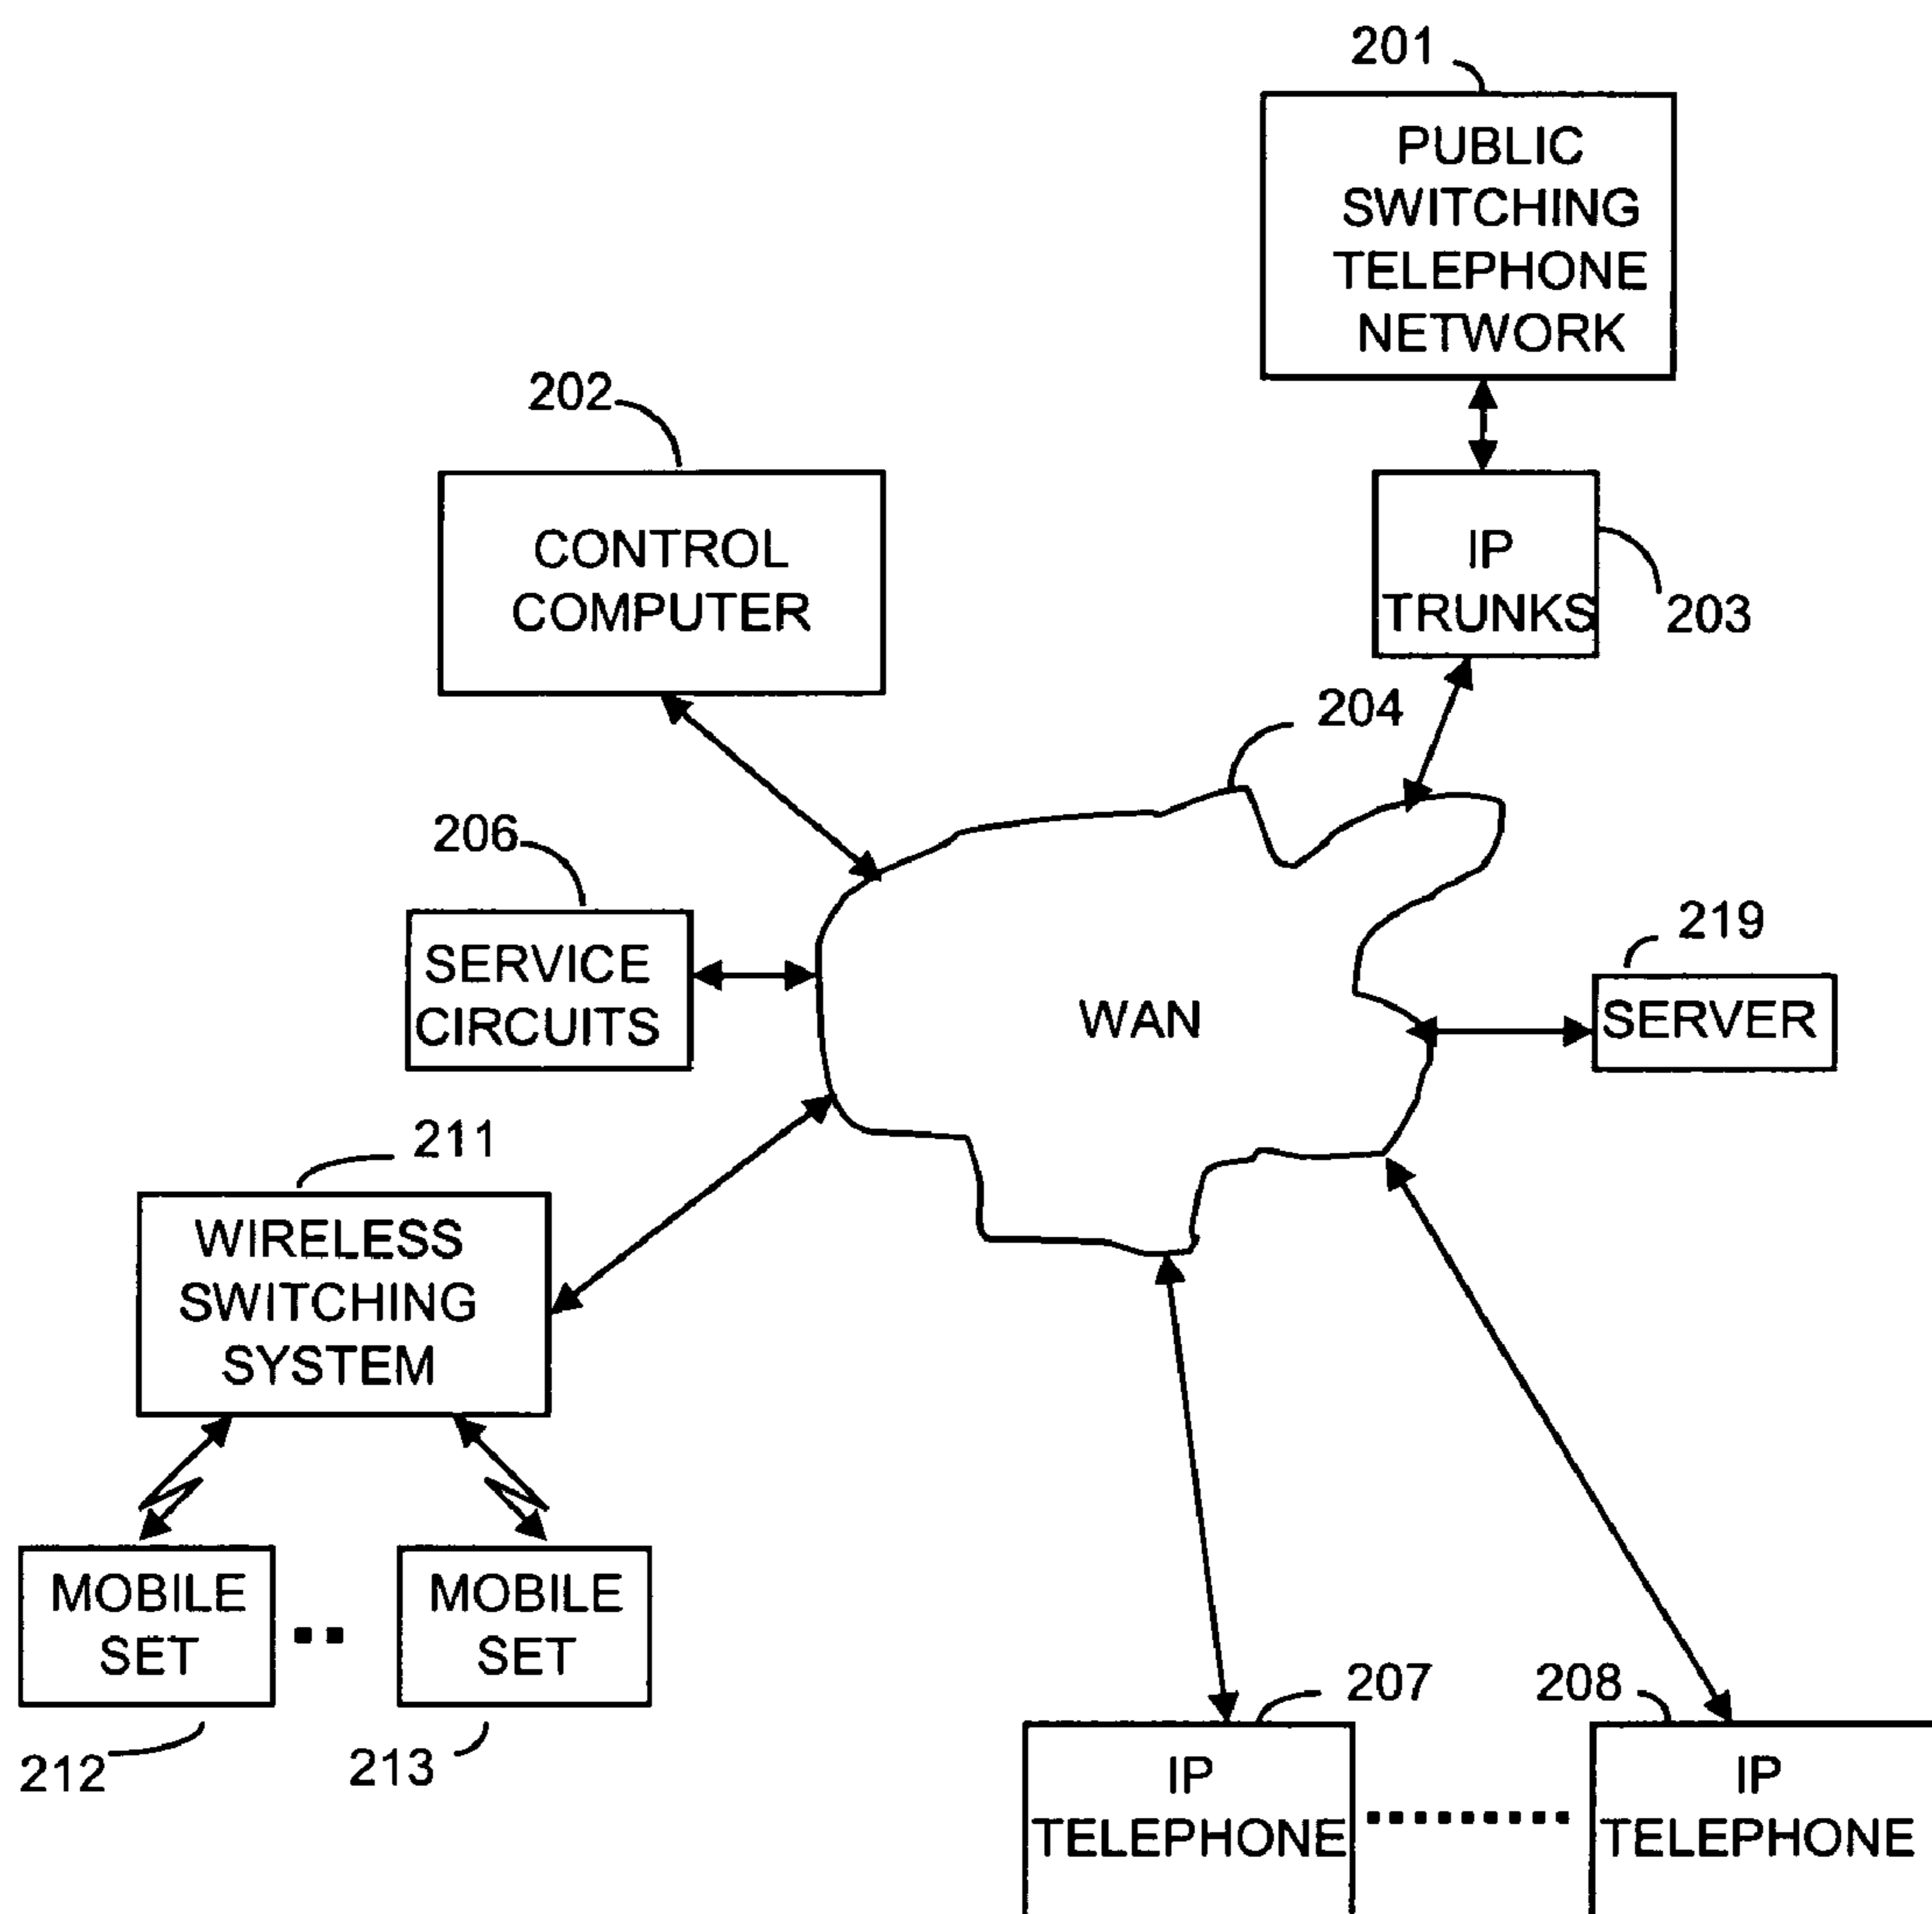 201
PUBLIC
SWITCHING
TELEPHONE
NETWORK
202
CONTROL
COMPUTER
IP
TRUNKS
203
204
206
SERVICE
CIRCUITS
WAN
219
SERVER
211
WIRELESS
SWITCHING
SYSTEM
MOBILE
SET
MOBILE
SET
212
213
207
208
IP
TELEPHONE
IP
TELEPHONE